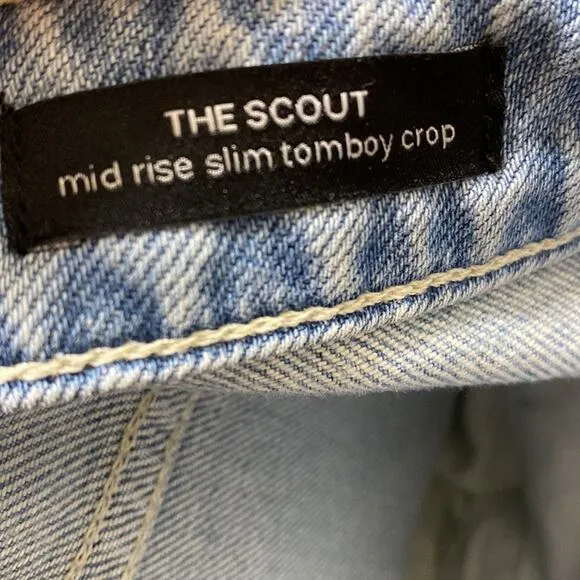 THE SCOUT
mid rise slim tomboy crop